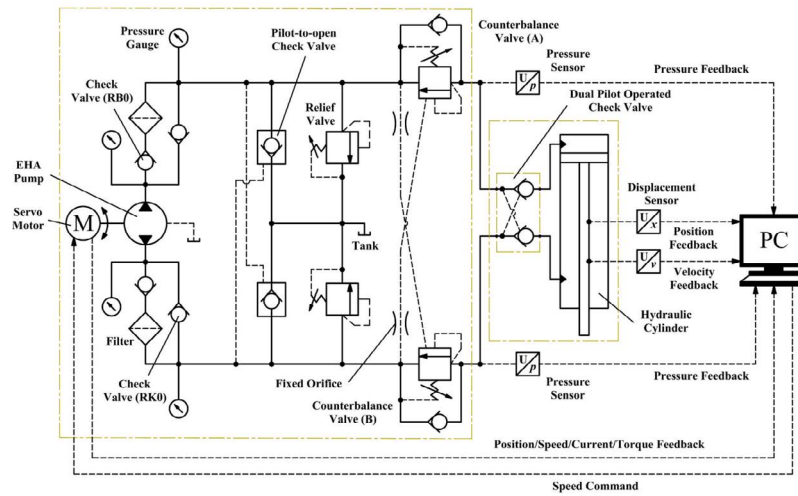 Pressure
Gauge
Pilot-to-open
Check Valve
Counterbalance
Valve (A)
Pressure
Sensor
Pressure Feedback
Check
Valve (RB0)
Relief
Valve
Dual Pilot Operated
Check Valve
U
p
EHA
Pump
Servo
Motor
M
Tank
Displacement
Sensor
U
x
Position
Feedback
PC
U
v
Velocity
Feedback
Filter
Hydraulic
Cylinder
Check
Valve (RK0)
Fixed Orifice
Counterbalance
Valve (B)
U
p
Pressure
Sensor
Pressure Feedback
Position/Speed/Current/Torque Feedback
Speed Command